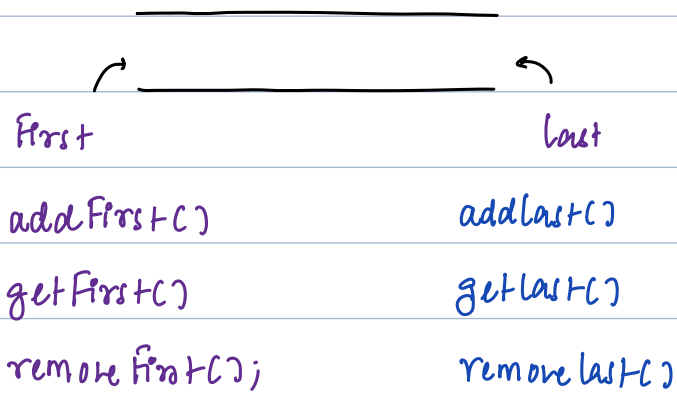 First last
addFirst() addlast()
getFirst() getlast()
removeFirst(); removelast()